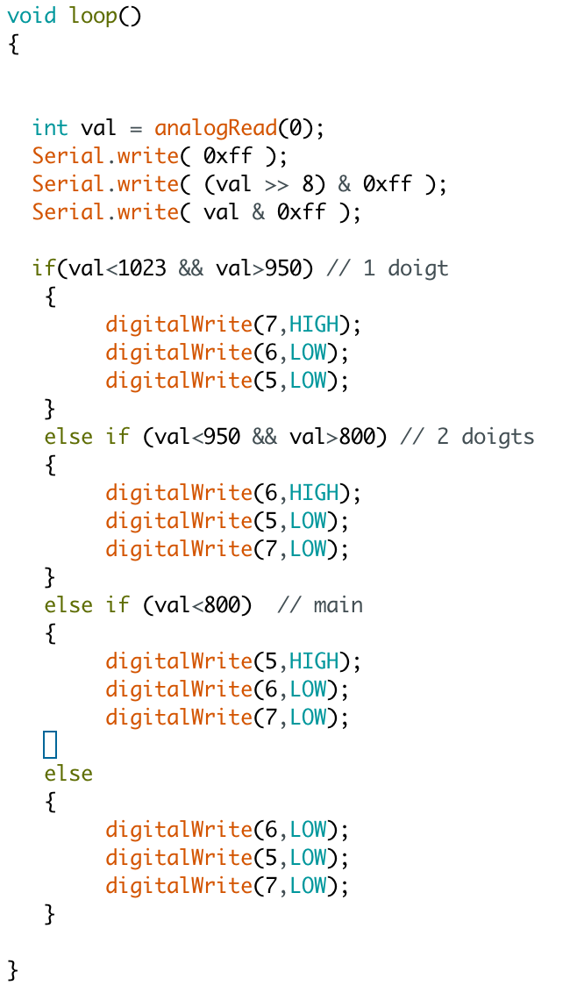 void loop()
{
int val = analogRead(0);
Serial.write( 0xff );
Serial.write( (val >> 8) & 0xff );
Serial.write( val & 0xff );
if(val<1023 && val>950) // 1 doigt
{
digitalWrite(7,HIGH);
digitalWrite(6,LOW);
digitalWrite(5,LOW);
}
else if (val<950 && val>800) // 2 doigts
{
digitalWrite(6,HIGH);
digitalWrite(5,LOW);
digitalWrite(7,LOW);
}
else if (val<800)  // main
{
digitalWrite(5,HIGH);
digitalWrite(6,LOW);
digitalWrite(7,LOW);
else
{
digitalWrite(6,LOW);
digitalWrite(5,LOW);
digitalWrite(7,LOW);
}
}